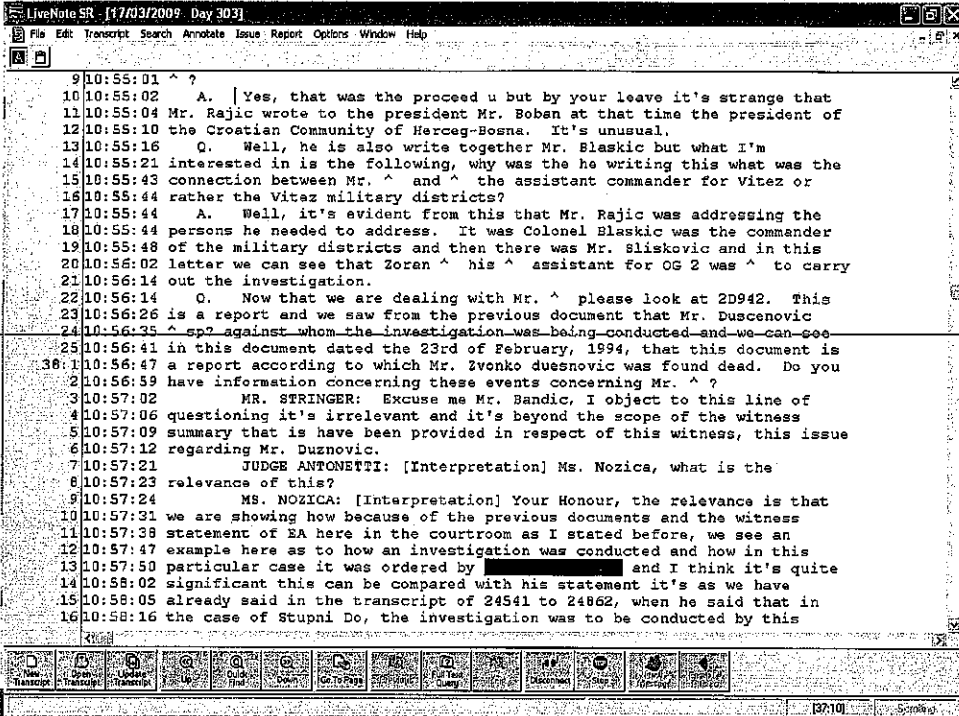 LiveNote SR - [17/03/2009 Day 303]
File Edit Transcript Search Annotate Issue Report Options Window Help
9 10:55:01 ^ ?
10 10:55:02 A. Yes, that was the proceed u but by your leave it's strange that
11 10:55:04 Mr. Rajic wrote to the president Mr. Boban at that time the president of
12 10:55:10 the Croatian Community of Herceg-Bosna. It's unusual.
13 10:55:16 Q. Well, he is also write together Mr. Blaskic but what I'm
14 10:55:21 interested in is the following, why was the he writing this what was the
15 10:55:43 connection between Mr. ^ and ^ the assistant commander for Vitez or
16 10:55:44 rather the Vitez military districts?
17 10:55:44 A. Well, it's evident from this that Mr. Rajic was addressing the
18 10:55:44 persons he needed to address. It was Colonel Blaskic was the commander
19 10:55:48 of the military districts and then there was Mr. Sliskovic and in this
20 10:56:02 letter we can see that Zoran ^ his ^ assistant for OG 2 was ^ to carry
21 10:56:14 out the investigation.
22 10:56:14 Q. Now that we are dealing with Mr. ^ please look at 2D942. This
23 10:56:26 is a report and we saw from the previous document that Mr. Duscenovic
24 10:56:35 ^ sp? against whom the investigation was being conducted and we can see
25 10:56:41 in this document dated the 23rd of February, 1994, that this document is
38:1 10:56:47 a report according to which Mr. Zvonko duesnovic was found dead. Do you
2 10:56:59 have information concerning these events concerning Mr. ^ ?
3 10:57:02 MR. STRINGER: Excuse me Mr. Bandic, I object to this line of
4 10:57:06 questioning it's irrelevant and it's beyond the scope of the witness
5 10:57:09 summary that is have been provided in respect of this witness, this issue
6 10:57:12 regarding Mr. Duznovic.
7 10:57:21 JUDGE ANTONETTI: [Interpretation] Ms. Nozica, what is the
8 10:57:23 relevance of this?
9 10:57:24 MS. NOZICA: [Interpretation] Your Honour, the relevance is that
10 10:57:31 we are showing how because of the previous documents and the witness
11 10:57:38 statement of EA here in the courtroom as I stated before, we see an
12 10:57:47 example here as to how an investigation was conducted and how in this
13 10:57:50 particular case it was ordered by and I think it's quite
14 10:58:02 significant this can be compared with his statement it's as we have
15 10:58:05 already said in the transcript of 24541 to 24862, when he said that in
16 10:58:16 the case of Stupni Do, the investigation was to be conducted by this
New Transcript Open Transcript Update Transcript Up Quick Find Down Go To Page Full Text Query Disconnect
[37:10] Scrolling